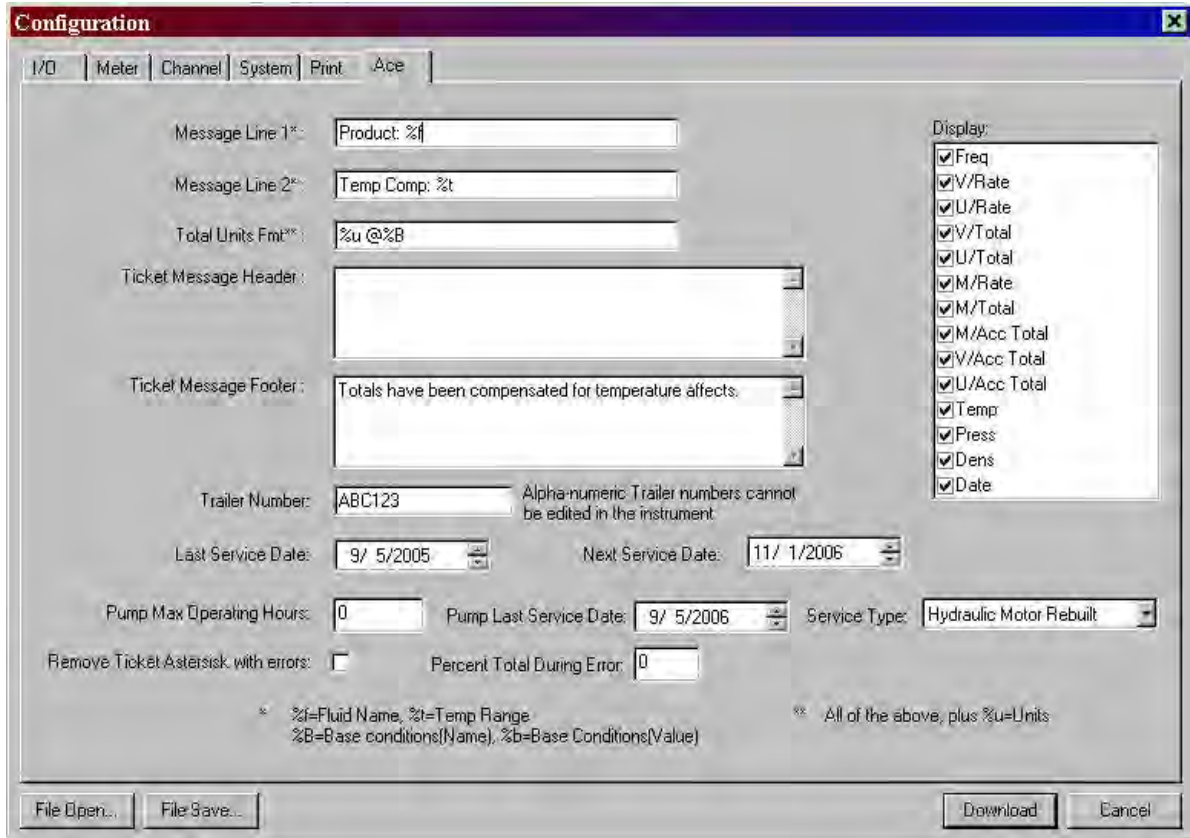 Configuration
I/O Meter Channel System Print Ace
Message Line 1*: Product: %f
Message Line 2*: Temp Comp: %t
Total Units Fmt**: %u @%B
Ticket Message Header:
Ticket Message Footer: Totals have been compensated for temperature affects.
Display:
Freq
V/Rate
U/Rate
V/Total
U/Total
M/Rate
M/Total
M/Acc Total
V/Acc Total
U/Acc Total
Temp
Press
Dens
Date
Trailer Number: ABC123 Alpha-numeric Trailer numbers cannot
be edited in the instrument
Last Service Date: 9/ 5/2005 Next Service Date: 11/ 1/2006
Pump Max Operating Hours: 0 Pump Last Service Date: 9/ 5/2006 Service Type: Hydraulic Motor Rebuilt
Remove Ticket Astersisk with errors: Percent Total During Error: 0
* %f=Fluid Name, %t=Temp Range ** All of the above, plus %u=Units
%B=Base conditions(Name), %b=Base Conditions(Value)
File Open... File Save... Download Cancel